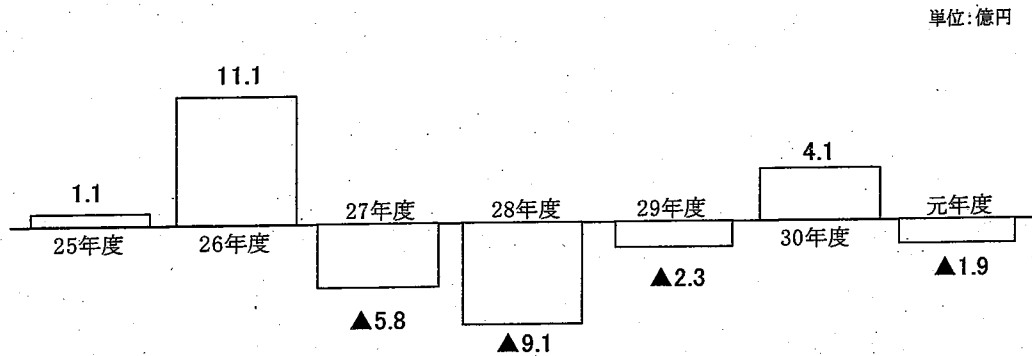 単位:億円
11.1
1.1
4.1
27年度
28年度
29年度
元年度
25年度
26年度
30年度
▲2.3
▲1.9
▲5.8
▲9.1